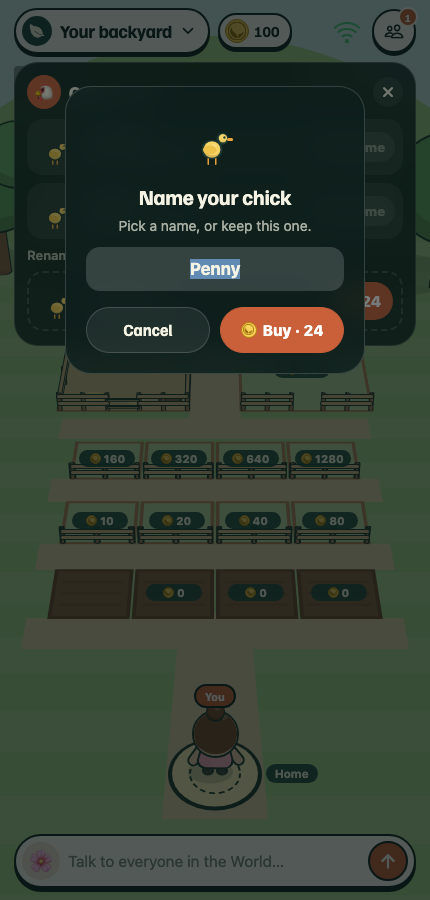 Your backyard
100
1
Name your chick
Pick a name, or keep this one.
me
me
Penny
Renam
Cancel
Buy · 24
24
160
320
640
1280
10
20
40
80
0
0
0
You
Home
Talk to everyone in the World...